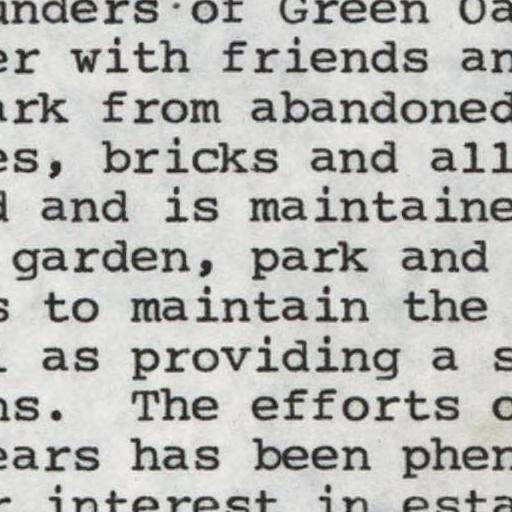 unders of Green Oa
er with friends an
ark from abandoned
es, bricks and all
d and is maintaine
garden, park and
s to maintain the
as providing a s
ns.  The efforts o
ears has been phen
r interest in esta